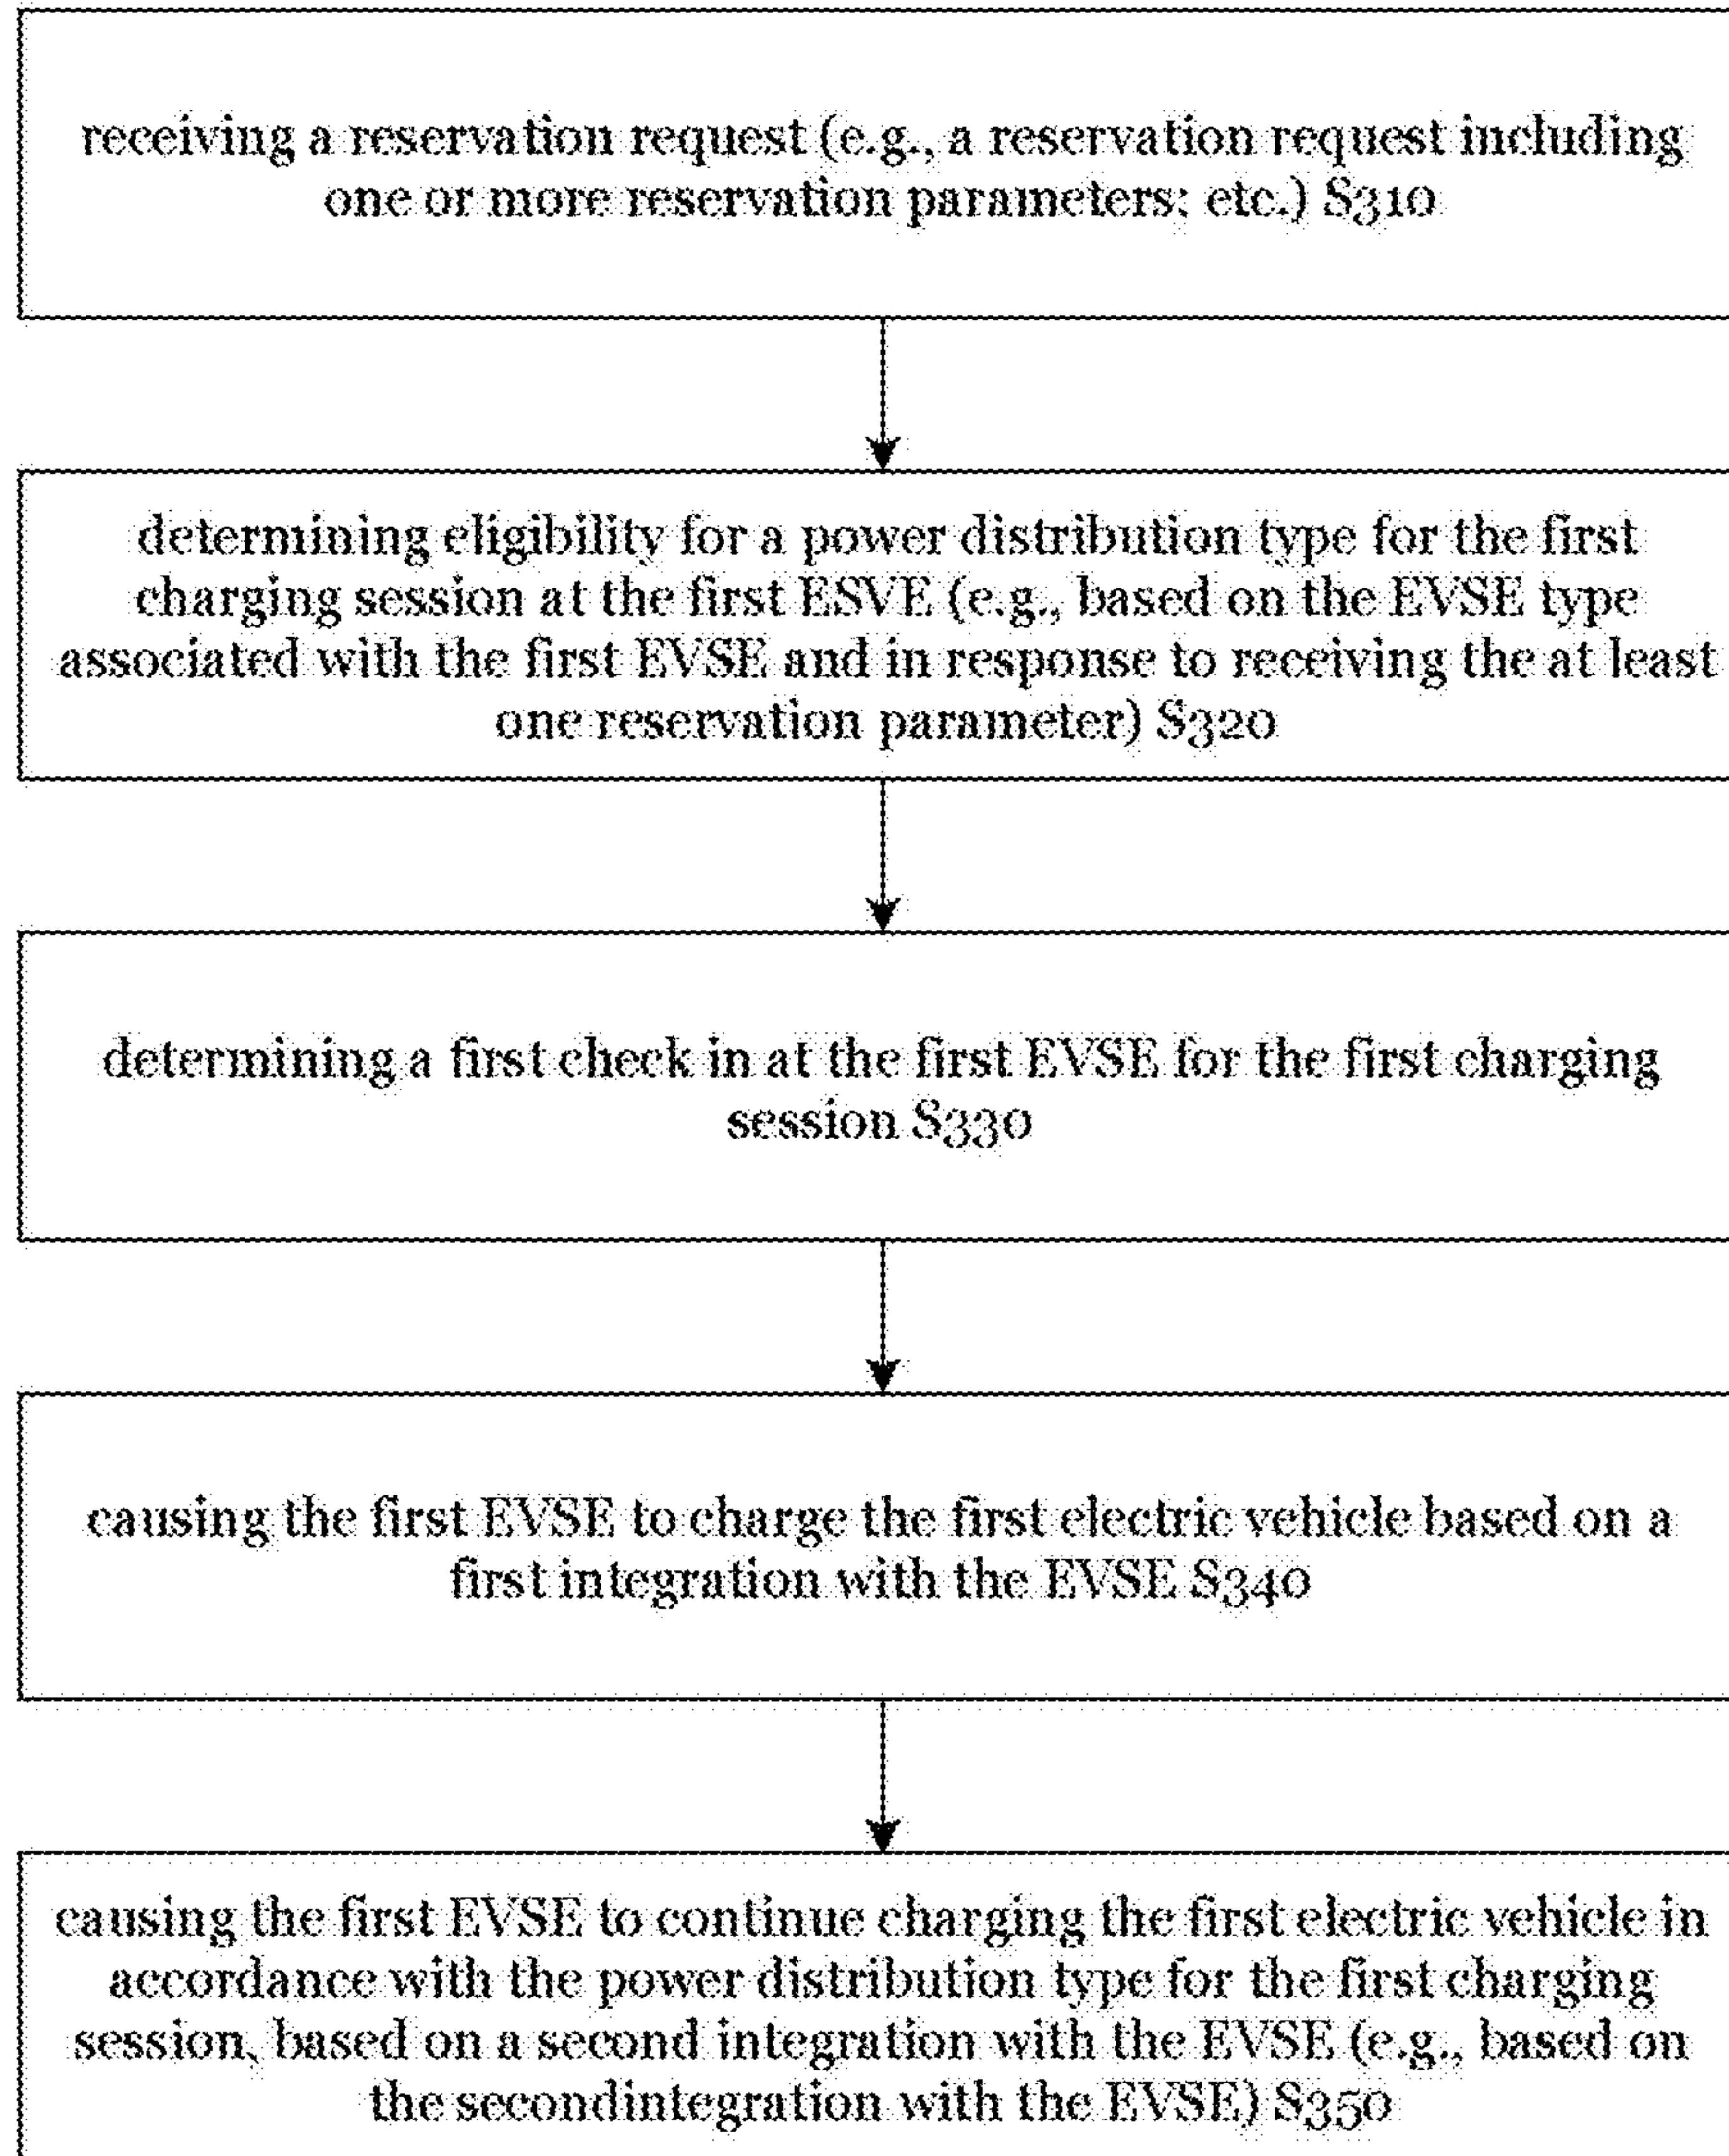 receiving a reservation request (e.g., a reservation request including
one or more reservation parameters; etc.) S310
determining eligibility for a power distribution type for the first
charging session at the first ESVE (e.g., based on the EVSE type
associated with the first EVSE and in response to receiving the at least
one reservation parameter) S320
determining a first check in at the first EVSE for the first charging
session S330
causing the first EVSE to charge the first electric vehicle based on a
first integration with the EVSE S340
causing the first EVSE to continue charging the first electric vehicle in
accordance with the power distribution type for the first charging
session, based on a second integration with the EVSE (e.g., based on
the secondintegration with the EVSE) S350